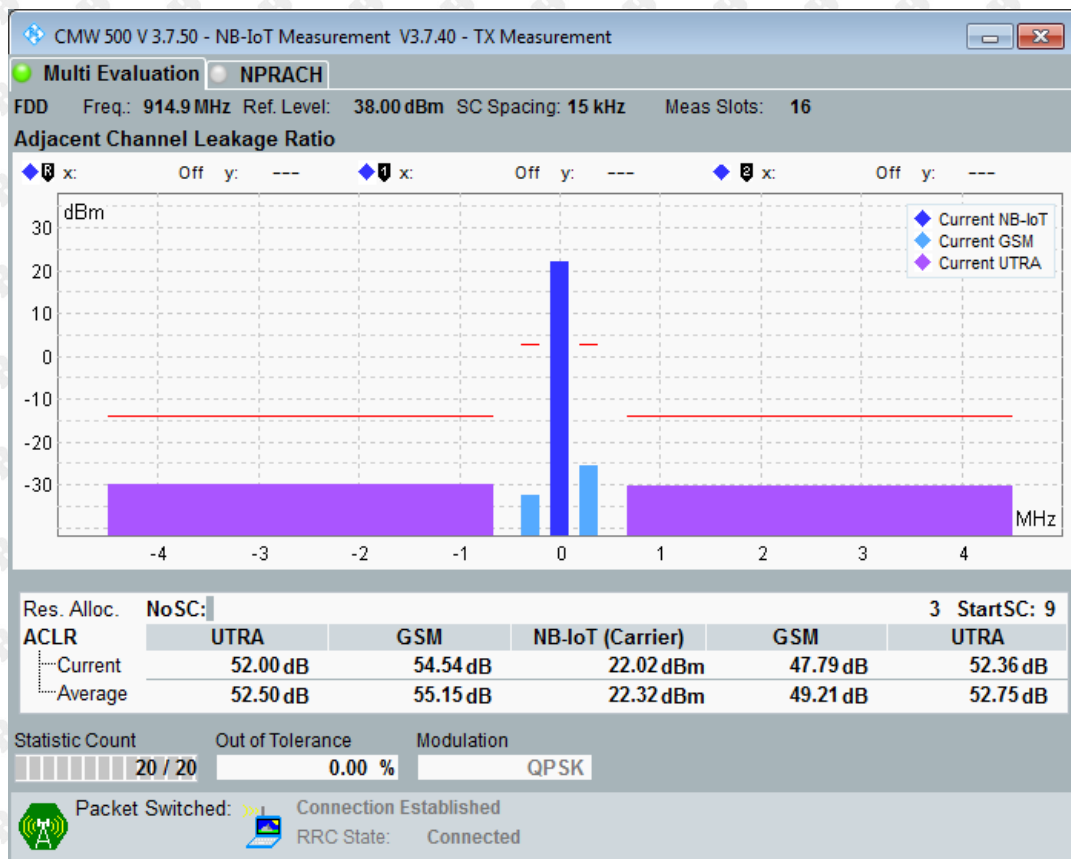 CMW 500 V 3.7.50 - NB-IoT Measurement V3.7.40 - TX Measurement
Multi Evaluation NPRACH
FDD Freq.: 914.9 MHz Ref. Level: 38.00 dBm SC Spacing: 15 kHz Meas Slots: 16
Adjacent Channel Leakage Ratio
R x: Off y: --- 1 x: Off y: --- 2 x: Off y: ---
dBm
Current NB-IoT
Current GSM
Current UTRA
30
20
10
0
-10
-20
-30
MHz
-4 -3 -2 -1 0 1 2 3 4
Res. Alloc. NoSC: 3 StartSC: 9
ACLR UTRA GSM NB-IoT (Carrier) GSM UTRA
Current 52.00 dB 54.54 dB 22.02 dBm 47.79 dB 52.36 dB
Average 52.50 dB 55.15 dB 22.32 dBm 49.21 dB 52.75 dB
Statistic Count Out of Tolerance Modulation
20 / 20 0.00 % QPSK
Packet Switched: Connection Established
RRC State: Connected